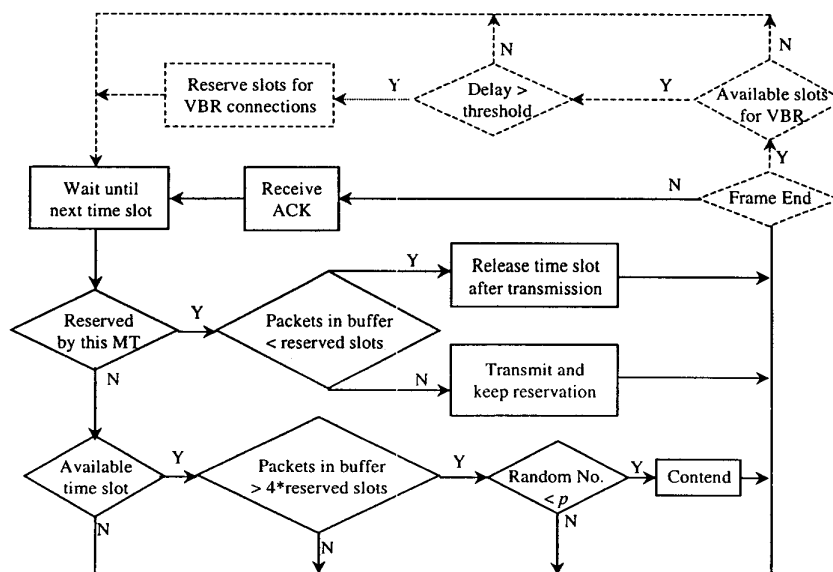 N
N
Reserve slots for
VBR connections
Y
Delay >
threshold
Y
Available slots
for VBR
Y
Wait until
next time slot
Receive
ACK
N
Frame End
Reserved
by this MT
Y
Packets in buffer
< reserved slots
Y
Release time slot
after transmission
N
Transmit and
keep reservation
N
Available
time slot
Y
Packets in buffer
> 4*reserved slots
Y
Random No.
< p
Y
Contend
N
N
N